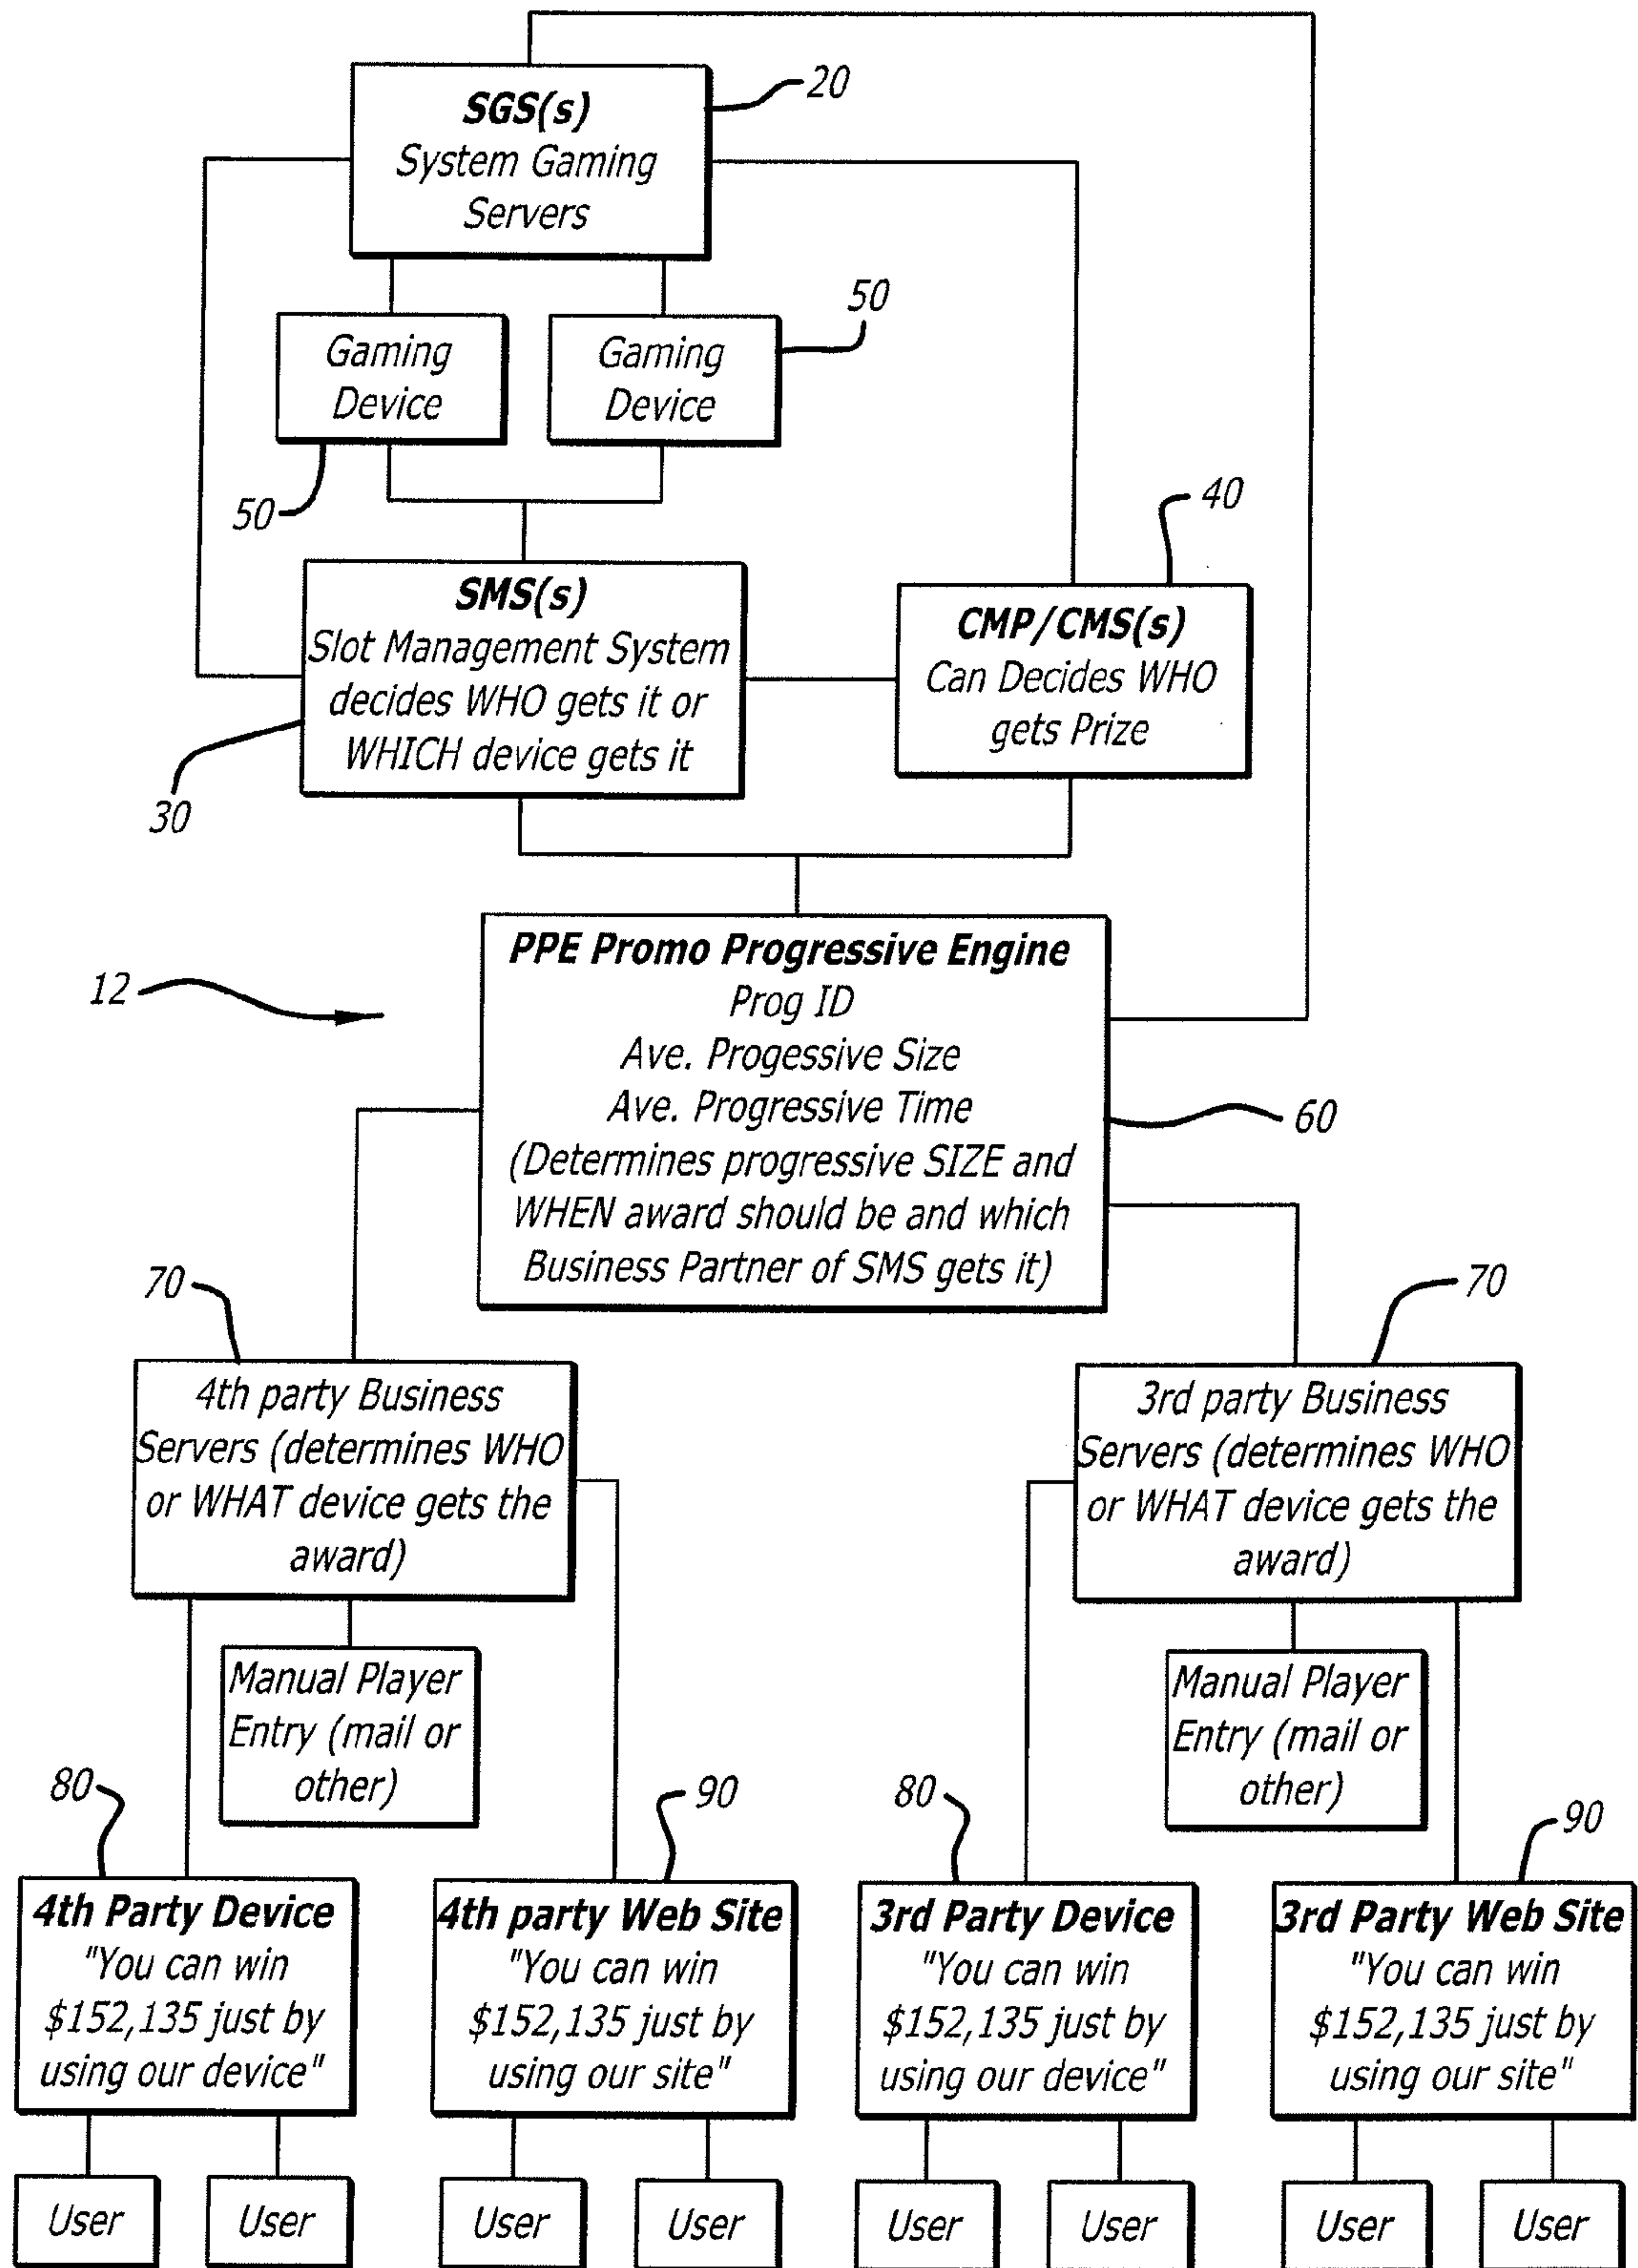 20
SGS(s)
System Gaming
Servers
50
Gaming
Device
Gaming
Device
50
40
SMS(s)
Slot Management System
decides WHO gets it or
WHICH device gets it
CMP/CMS(s)
Can Decides WHO
gets Prize
30
12
PPE Promo Progressive Engine
Prog ID
Ave. Progessive Size
Ave. Progressive Time
(Determines progressive SIZE and
WHEN award should be and which
Business Partner of SMS gets it)
60
70
70
4th party Business
Servers (determines WHO
or WHAT device gets the
award)
3rd party Business
Servers (determines WHO
or WHAT device gets the
award)
Manual Player
Entry (mail or
other)
Manual Player
Entry (mail or
other)
80
90
80
90
4th Party Device
"You can win
$152,135 just by
using our device"
4th party Web Site
"You can win
$152,135 just by
using our site"
3rd Party Device
"You can win
$152,135 just by
using our device"
3rd Party Web Site
"You can win
$152,135 just by
using our site"
User
User
User
User
User
User
User
User